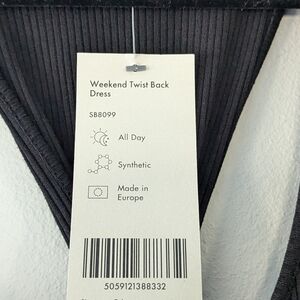 Weekend Twist Back
Dress
SB8099
All Day
Synthetic
Made in
Europe
5059121388332